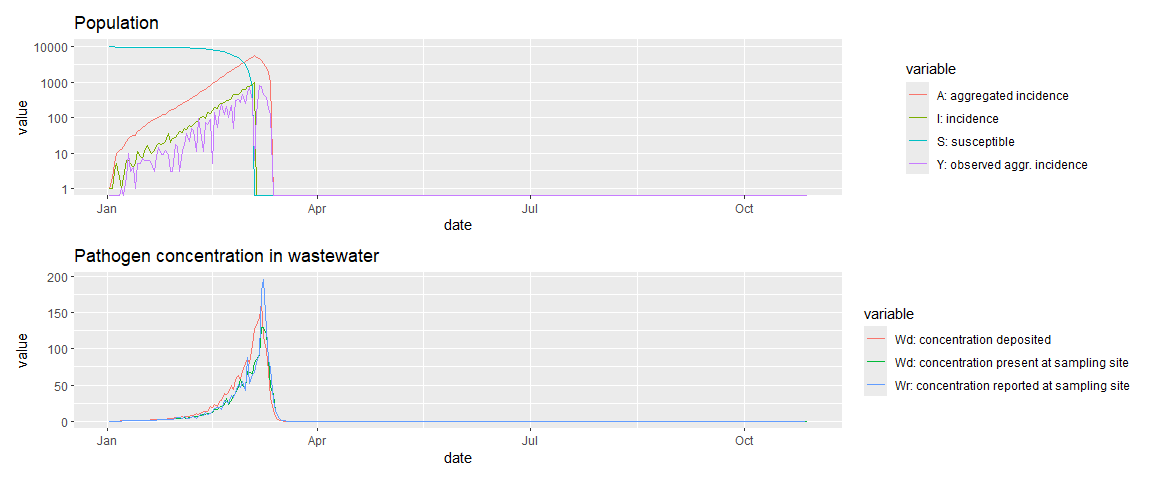 Population
10000
1000
100
10
1
value
Jan
Apr
Jul
Oct
date
variable
A: aggregated incidence
I: incidence
S: susceptible
Y: observed aggr. incidence
Pathogen concentration in wastewater
200
150
100
50
0
value
Jan
Apr
Jul
Oct
date
variable
Wd: concentration deposited
Wd: concentration present at sampling site
Wr: concentration reported at sampling site